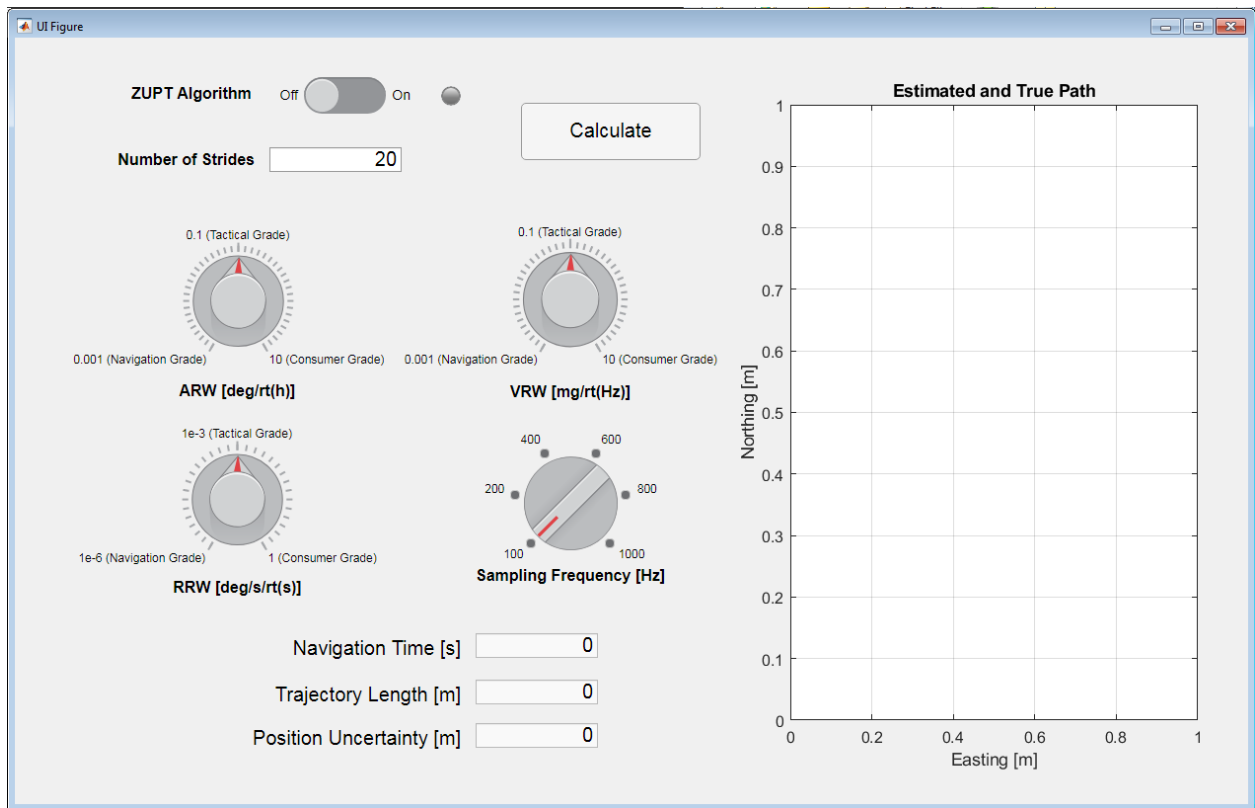 UI Figure
ZUPT Algorithm Off On
Calculate
Number of Strides 20
0.1 (Tactical Grade)
0.001 (Navigation Grade) 10 (Consumer Grade)
ARW [deg/rt(h)]
0.1 (Tactical Grade)
0.001 (Navigation Grade) 10 (Consumer Grade)
VRW [mg/rt(Hz)]
1e-3 (Tactical Grade)
1e-6 (Navigation Grade) 1 (Consumer Grade)
RRW [deg/s/rt(s)]
400 600
200 800
100 1000
Sampling Frequency [Hz]
Navigation Time [s] 0
Trajectory Length [m] 0
Position Uncertainty [m] 0
Estimated and True Path
1
0.9
0.8
0.7
0.6
0.5
0.4
0.3
0.2
0.1
0
Northing [m]
0 0.2 0.4 0.6 0.8 1
Easting [m]